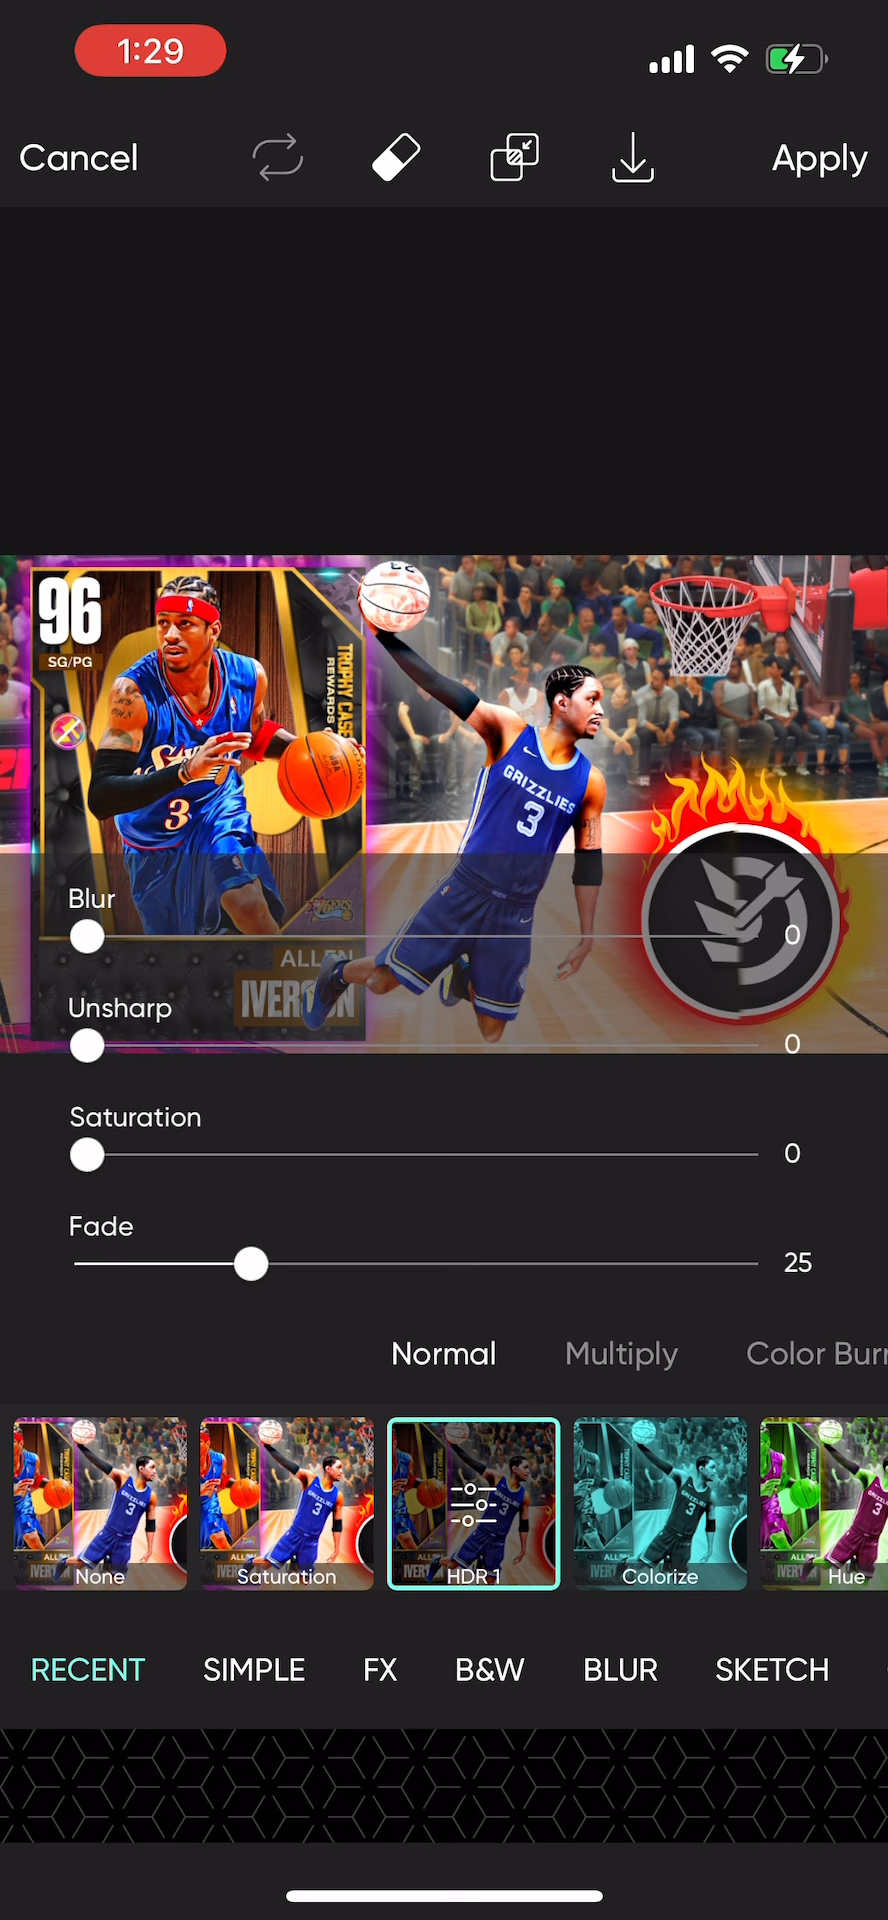 1:29
Cancel
Apply
96
SG/PG
TROPHY CASE
REWARDS
3
GRIZZLIES
3
Blur
0
ALLEN
IVERSON
Unsharp
0
Saturation
0
Fade
25
Normal Multiply Color Burn
None Saturation HDR 1 Colorize Hue
RECENT SIMPLE FX B&W BLUR SKETCH